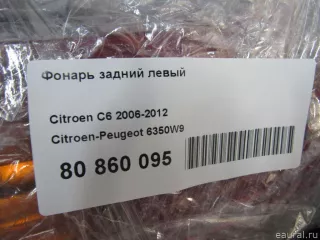 Фонарь задний левый
Citroen C6 2006-2012
Citroen-Peugeot 6350W9
80 860 095
eaural.ru